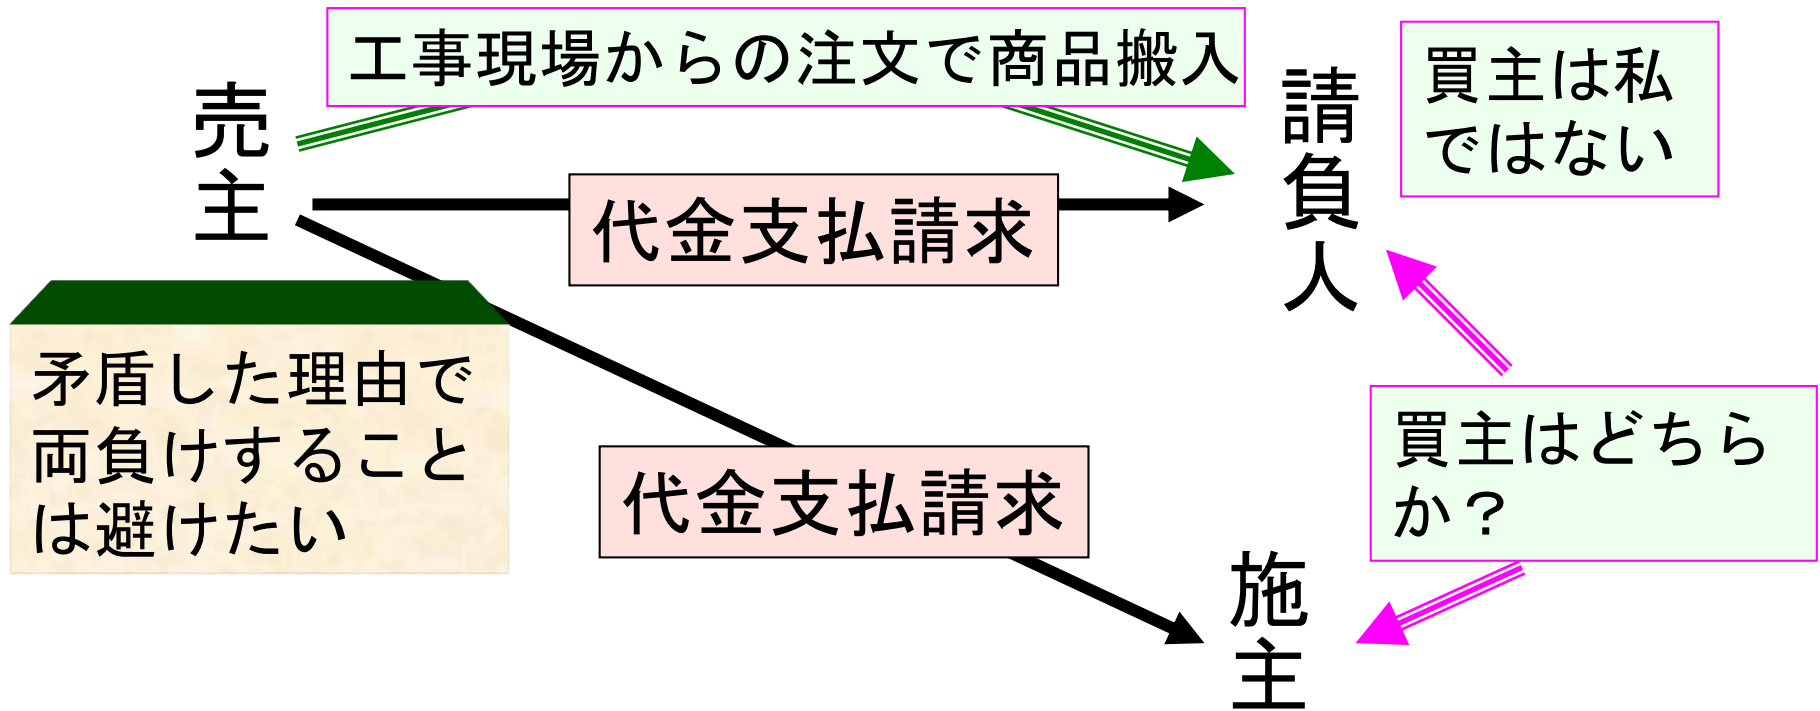 工事現場からの注文で商品搬入
買主は私
ではない
売主
請負人
代金支払請求
矛盾した理由で
両負けすること
は避けたい
買主はどちら
か？
代金支払請求
施主